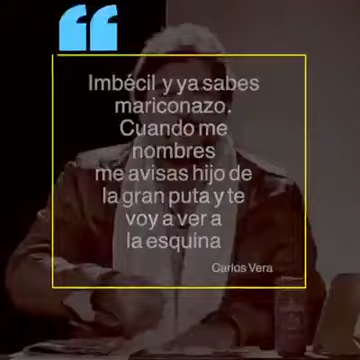 Imbécil y ya sabes
mariconazo.
Cuando me
nombres
me avisas hijo de
la gran puta y te
voy a ver a
la esquina
Carlos Vera